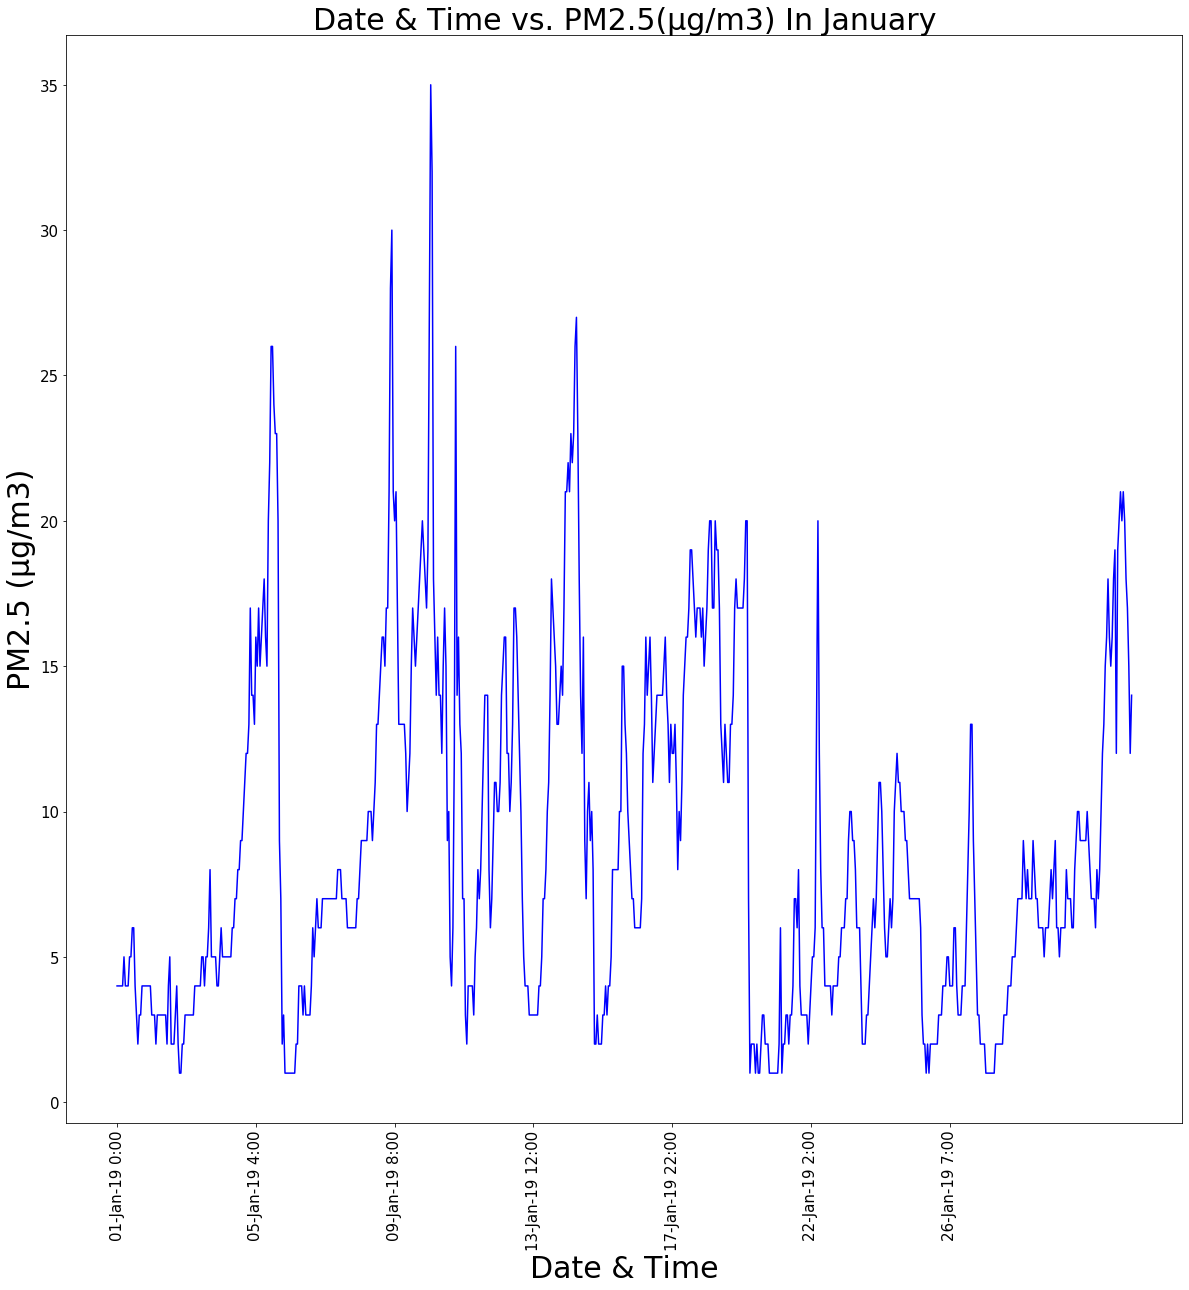 Date & Time vs. PM2.5(µg/m3) In January
PM2.5 (µg/m3)
35
30
25
20
15
10
5
0
01-Jan-19 0:00
05-Jan-19 4:00
09-Jan-19 8:00
13-Jan-19 12:00
17-Jan-19 22:00
22-Jan-19 2:00
26-Jan-19 7:00
Date & Time